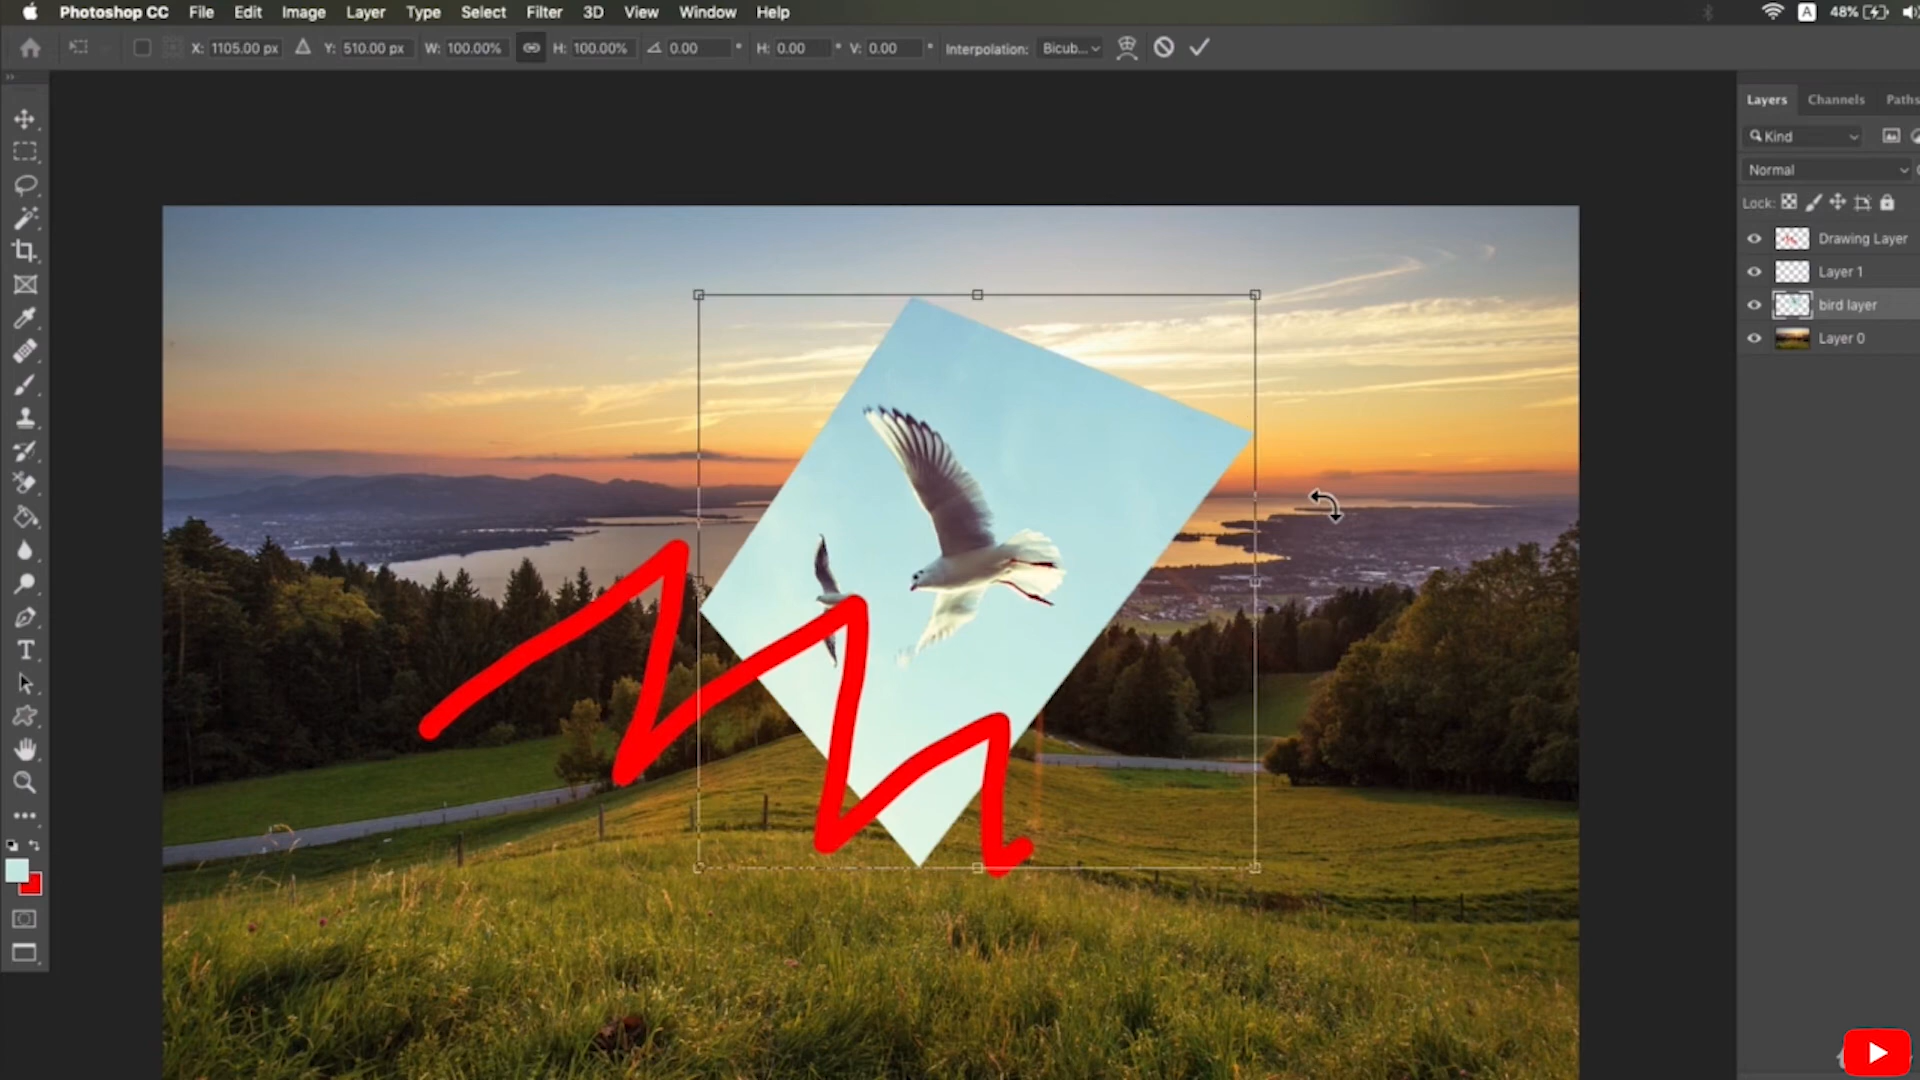 Photoshop CC File Edit Image Layer Type Select Filter 3D View Window Help A 48%
X: 1105.00 px Y: 510.00 px W: 100.00% H: 100.00% 0.00 ° H: 0.00 ° V: 0.00 ° Interpolation: Bicub...
Layers Channels Paths
Kind
Normal
Lock:
Drawing Layer
Layer 1
bird layer
Layer 0
T